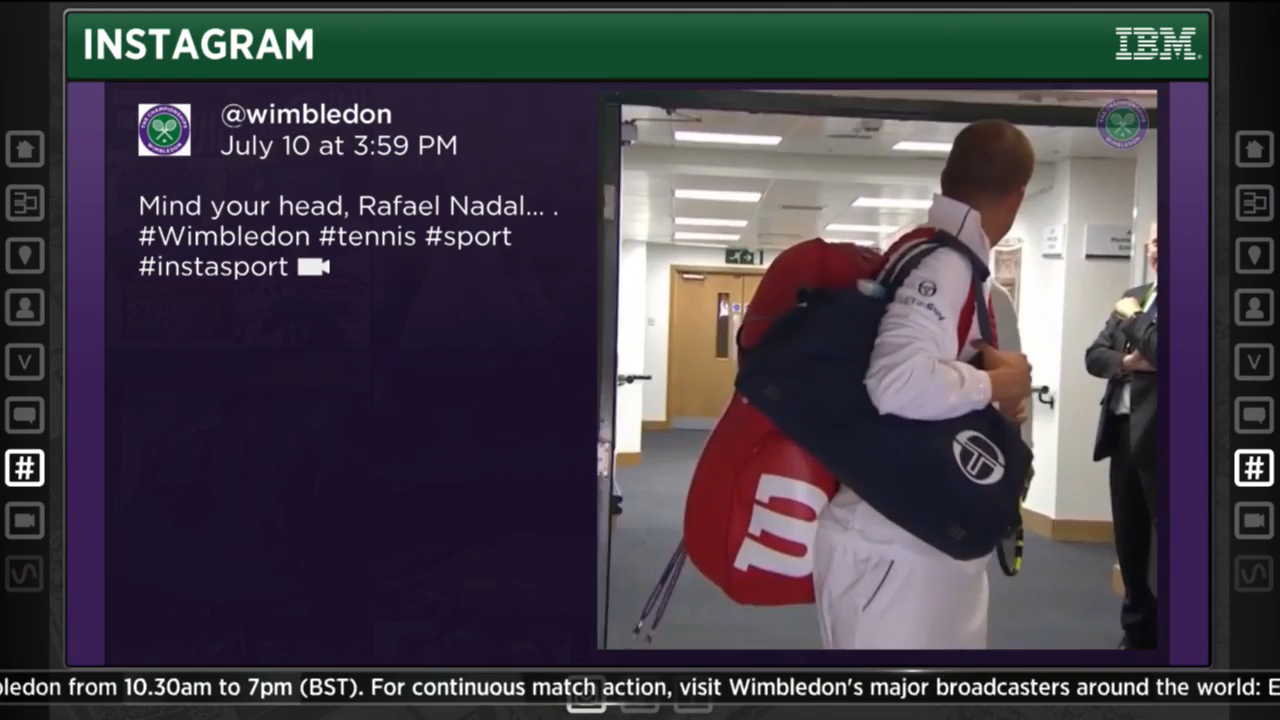 INSTAGRAM
IBM
@wimbledon
July 10 at 3:59 PM
Mind your head, Rafael Nadal... .
#Wimbledon #tennis #sport
#instasport
bledon from 10.30am to 7pm (BST). For continuous match action, visit Wimbledon's major broadcasters around the world: E